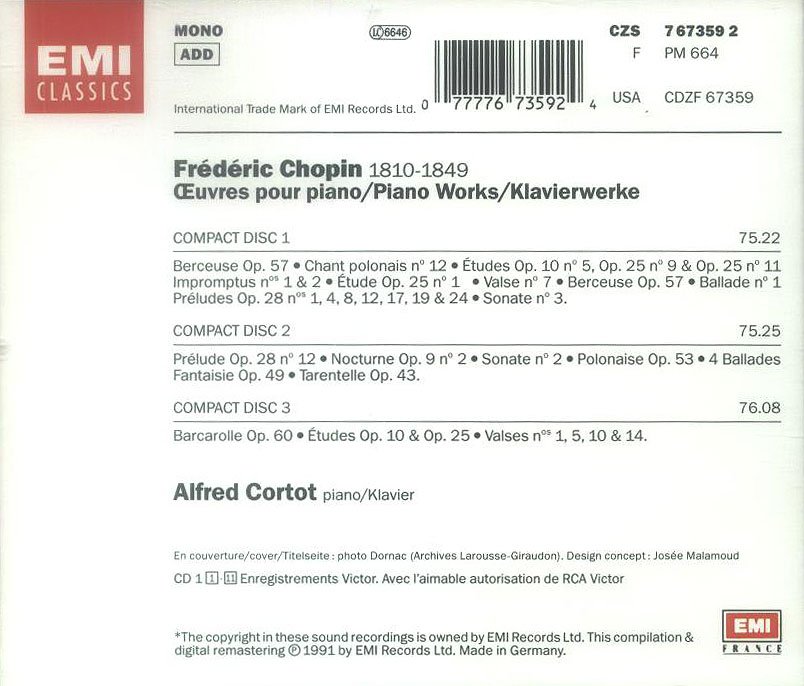 EMI
CLASSICS
MONO
ADD
LC 6646
CZS 7 67359 2
F PM 664
USA CDZF 67359
International Trade Mark of EMI Records Ltd.
0 77776 73592 4
Frédéric Chopin 1810-1849
Œuvres pour piano/Piano Works/Klavierwerke
COMPACT DISC 1 75.22
Berceuse Op. 57 • Chant polonais nº 12 • Études Op. 10 nº 5, Op. 25 nº 9 & Op. 25 nº 11
Impromptus nºˢ 1 & 2 • Étude Op. 25 nº 1 • Valse nº 7 • Berceuse Op. 57 • Ballade nº 1
Préludes Op. 28 nºˢ 1, 4, 8, 12, 17, 19 & 24 • Sonate nº 3.
COMPACT DISC 2 75.25
Prélude Op. 28 nº 12 • Nocturne Op. 9 nº 2 • Sonate nº 2 • Polonaise Op. 53 • 4 Ballades
Fantaisie Op. 49 • Tarentelle Op. 43.
COMPACT DISC 3 76.08
Barcarolle Op. 60 • Études Op. 10 & Op. 25 • Valses nºˢ 1, 5, 10 & 14.
Alfred Cortot piano/Klavier
En couverture/cover/Titelseite : photo Dornac (Archives Larousse-Giraudon). Design concept : Josée Malamoud
CD 1 1-11 Enregistrements Victor. Avec l'aimable autorisation de RCA Victor
*The copyright in these sound recordings is owned by EMI Records Ltd. This compilation &
digital remastering ℗ 1991 by EMI Records Ltd. Made in Germany.
EMI
FRANCE